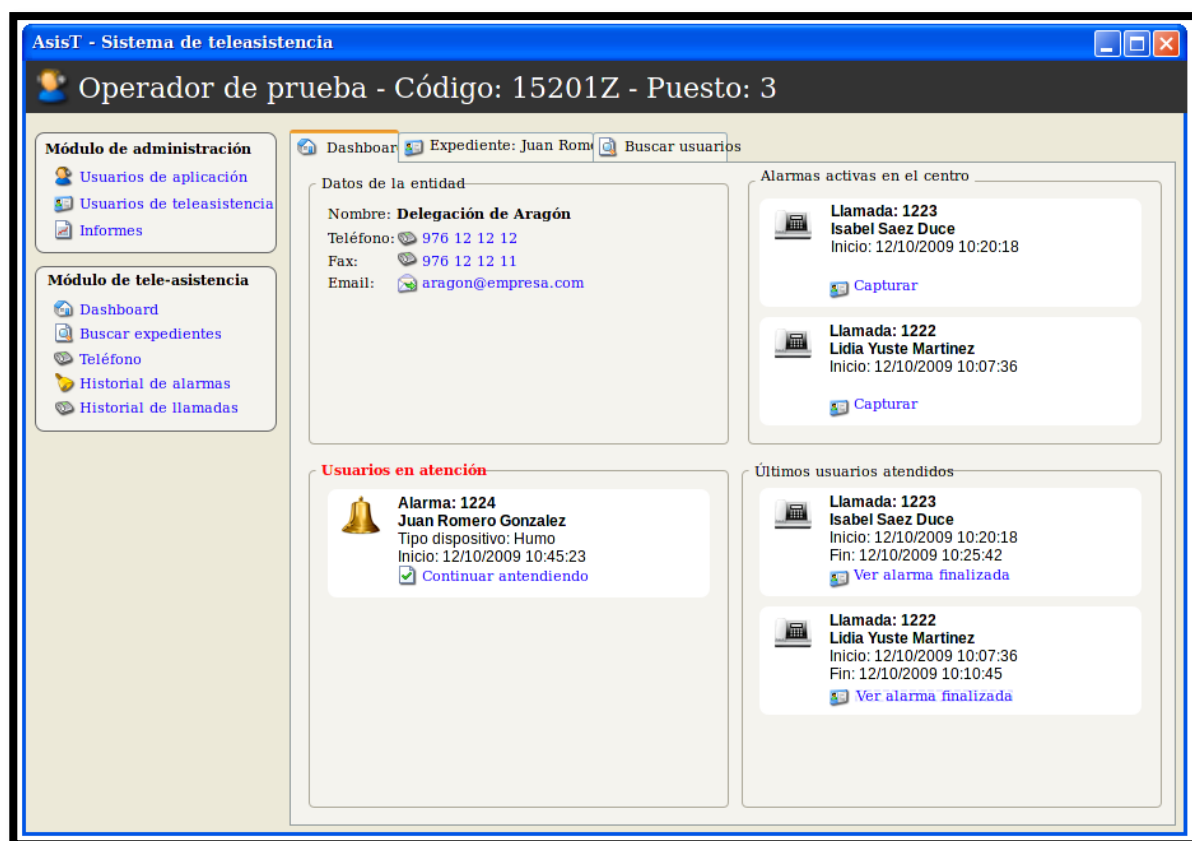 AsisT - Sistema de teleasistencia
Operador de prueba - Código: 15201Z - Puesto: 3
Módulo de administración
Usuarios de aplicación
Usuarios de teleasistencia
Informes
Módulo de tele-asistencia
Dashboard
Buscar expedientes
Teléfono
Historial de alarmas
Historial de llamadas
Dashboar
Expediente: Juan Rome
Buscar usuarios
Datos de la entidad
Nombre: Delegación de Aragón
Teléfono: 976 12 12 12
Fax: 976 12 12 11
Email: aragon@empresa.com
Alarmas activas en el centro
Llamada: 1223
Isabel Saez Duce
Inicio: 12/10/2009 10:20:18
Capturar
Llamada: 1222
Lidia Yuste Martinez
Inicio: 12/10/2009 10:07:36
Capturar
Usuarios en atención
Alarma: 1224
Juan Romero Gonzalez
Tipo dispositivo: Humo
Inicio: 12/10/2009 10:45:23
Continuar antendiendo
Últimos usuarios atendidos
Llamada: 1223
Isabel Saez Duce
Inicio: 12/10/2009 10:20:18
Fin: 12/10/2009 10:25:42
Ver alarma finalizada
Llamada: 1222
Lidia Yuste Martinez
Inicio: 12/10/2009 10:07:36
Fin: 12/10/2009 10:10:45
Ver alarma finalizada